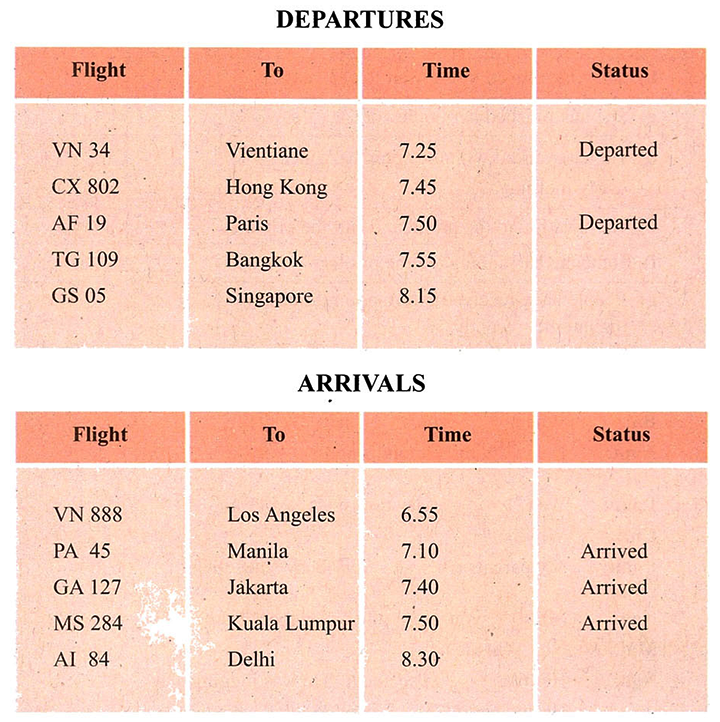 DEPARTURES
Flight To Time Status
VN 34 Vientiane 7.25 Departed
CX 802 Hong Kong 7.45
AF 19 Paris 7.50 Departed
TG 109 Bangkok 7.55
GS 05 Singapore 8.15
ARRIVALS
Flight To Time Status
VN 888 Los Angeles 6.55
PA 45 Manila 7.10 Arrived
GA 127 Jakarta 7.40 Arrived
MS 284 Kuala Lumpur 7.50 Arrived
AI 84 Delhi 8.30